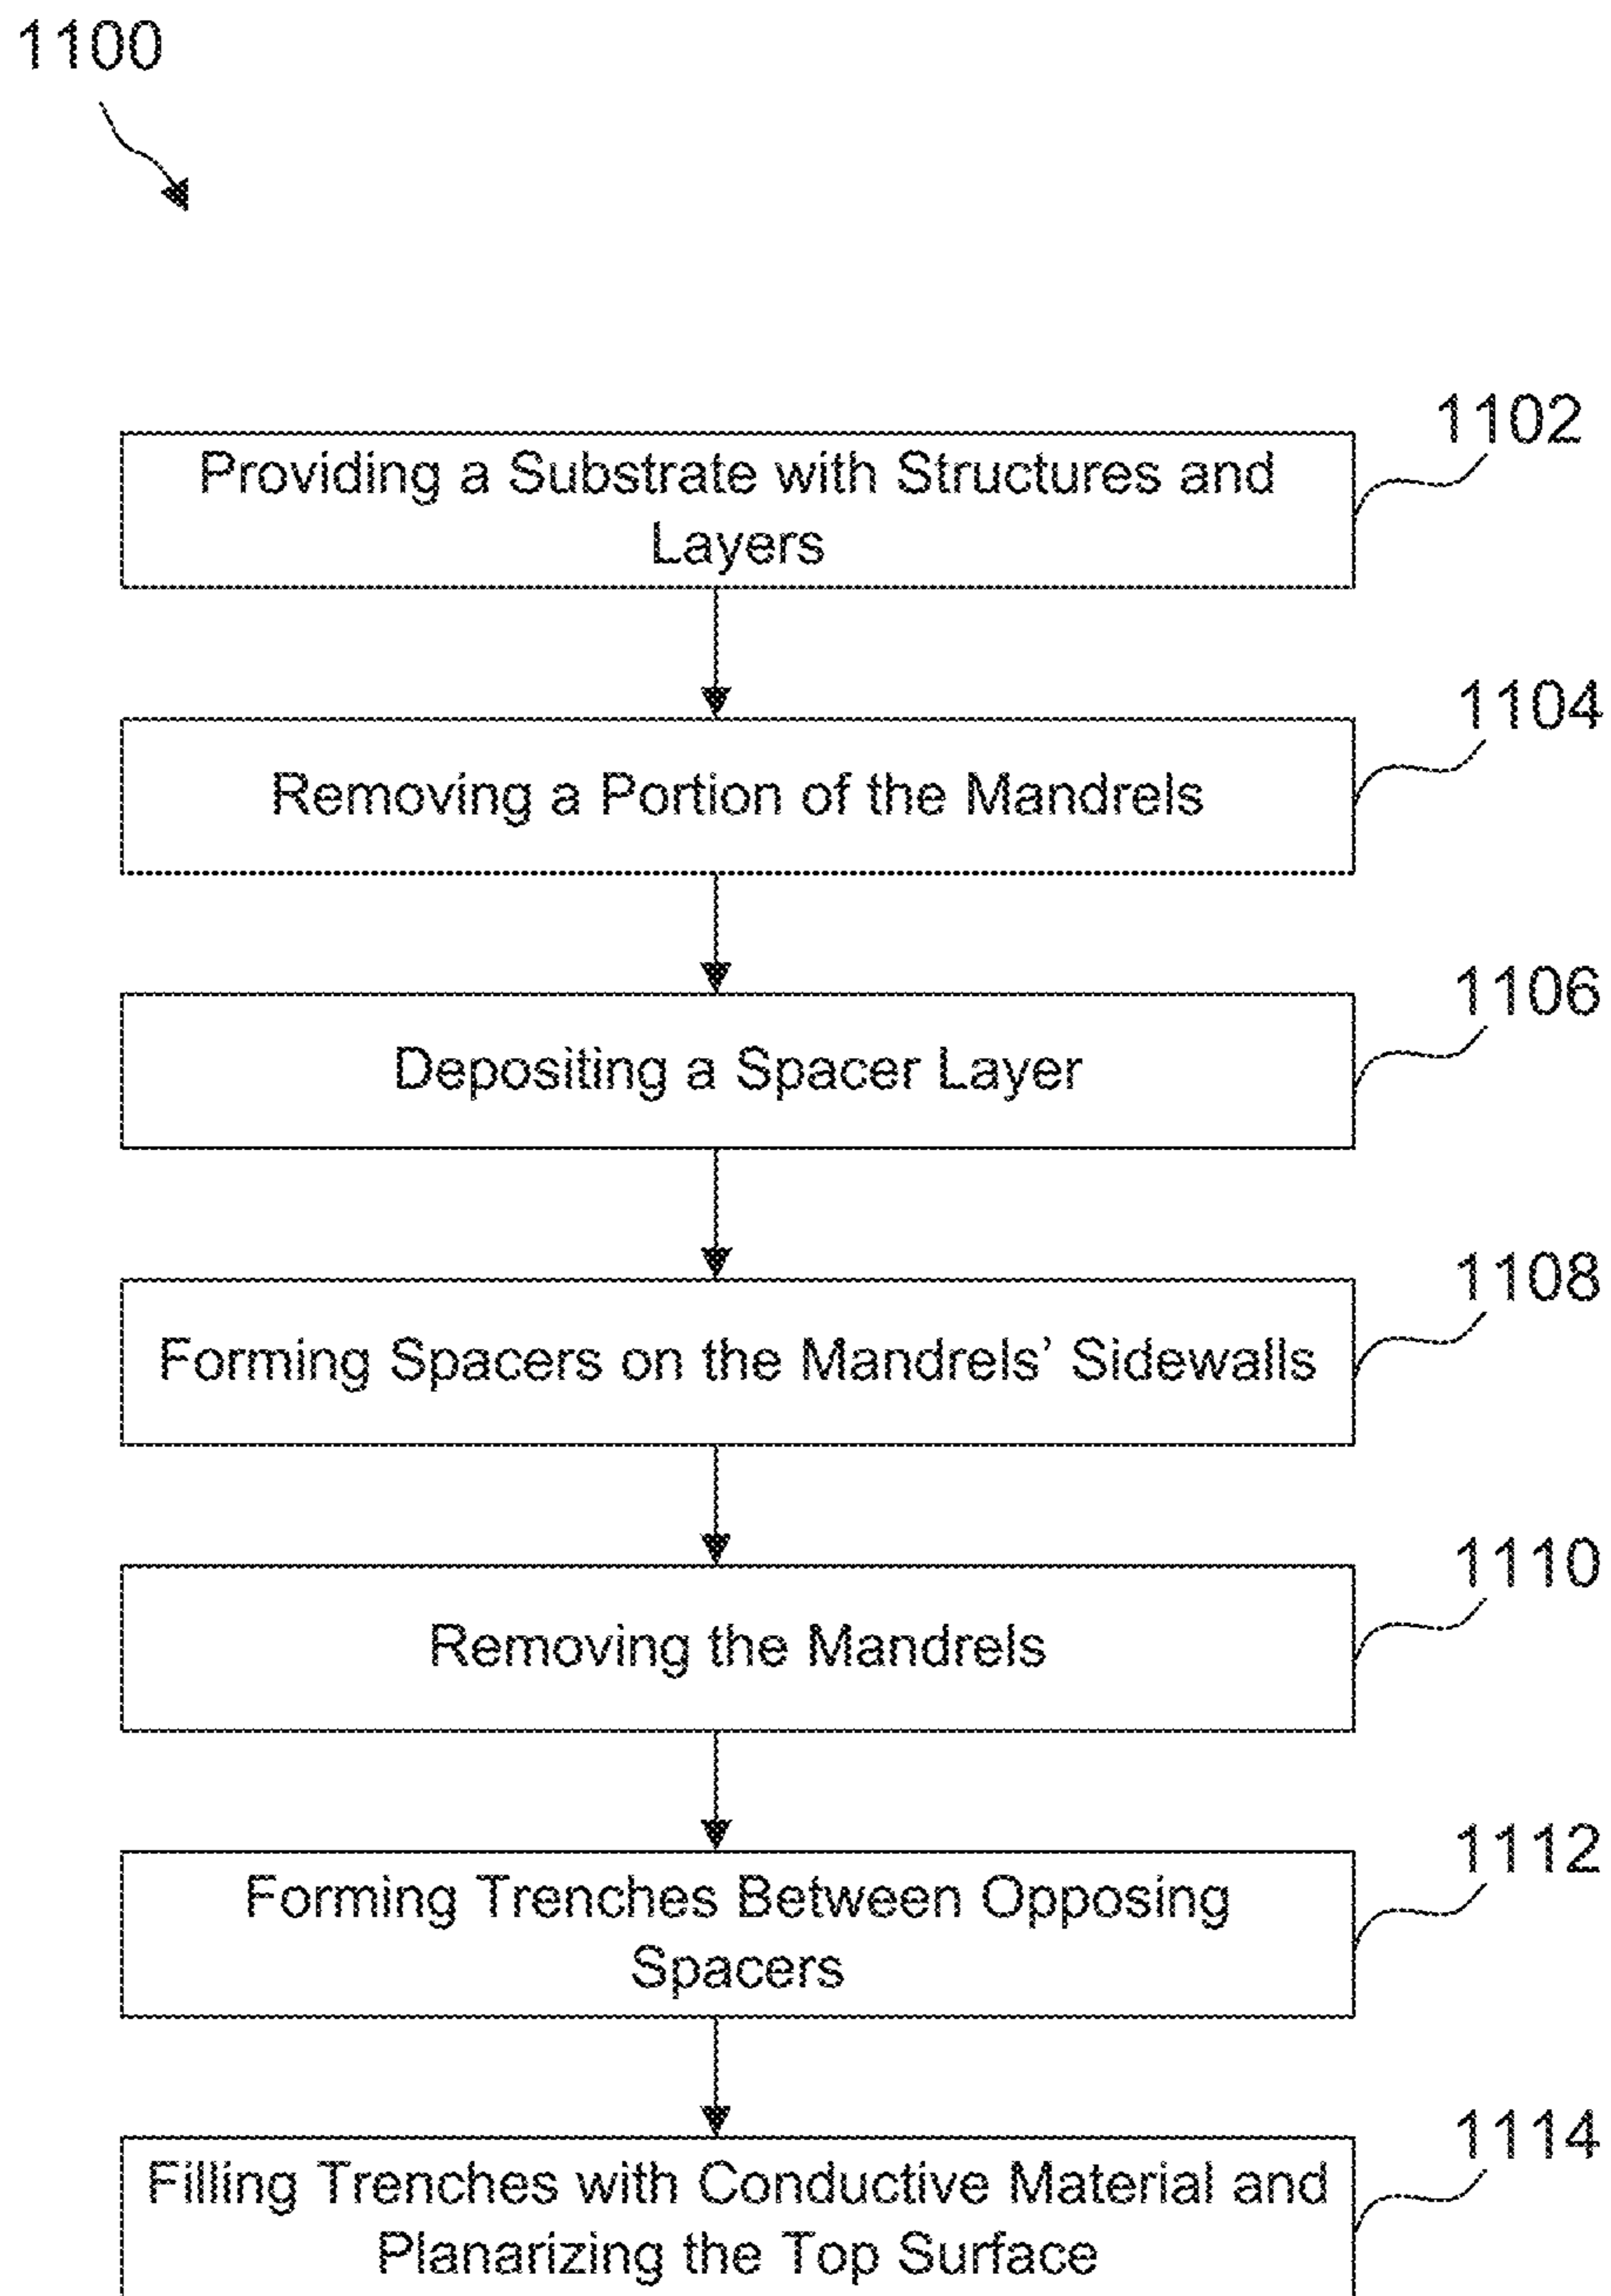 1100
1102
Providing a Substrate with Structures and
Layers
1104
Removing a Portion of the Mandrels
1106
Depositing a Spacer Layer
1108
Forming Spacers on the Mandrels’ Sidewalls
1110
Removing the Mandrels
1112
Forming Trenches Between Opposing
Spacers
1114
Filling Trenches with Conductive Material and
Planarizing the Top Surface